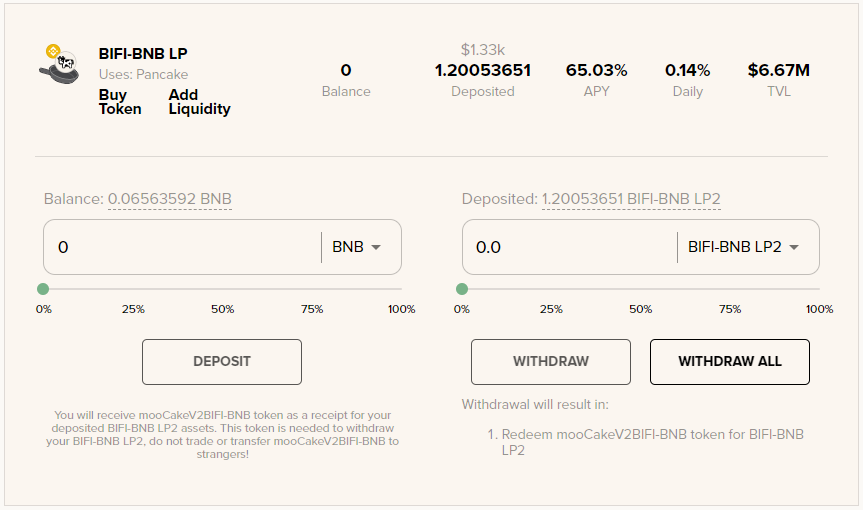 BIFI-BNB LP
Uses: Pancake
Buy Token
Add Liquidity
0
Balance
$1.33k
1.20053651
Deposited
65.03%
APY
0.14%
Daily
$6.67M
TVL
Balance: 0.06563592 BNB
0 BNB
0% 25% 50% 75% 100%
DEPOSIT
You will receive mooCakeV2BIFI-BNB token as a receipt for your
deposited BIFI-BNB LP2 assets. This token is needed to withdraw
your BIFI-BNB LP2, do not trade or transfer mooCakeV2BIFI-BNB to
strangers!
Deposited: 1.20053651 BIFI-BNB LP2
0.0 BIFI-BNB LP2
0% 25% 50% 75% 100%
WITHDRAW
WITHDRAW ALL
Withdrawal will result in:
1. Redeem mooCakeV2BIFI-BNB token for BIFI-BNB
LP2